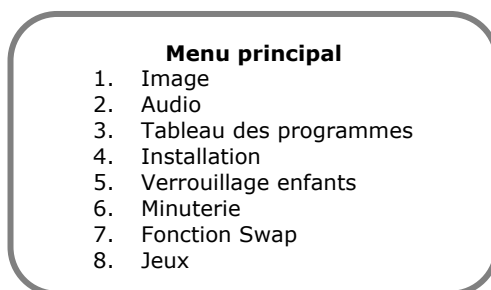 Menu principal
1. Image
2. Audio
3. Tableau des programmes
4. Installation
5. Verrouillage enfants
6. Minuterie
7. Fonction Swap
8. Jeux